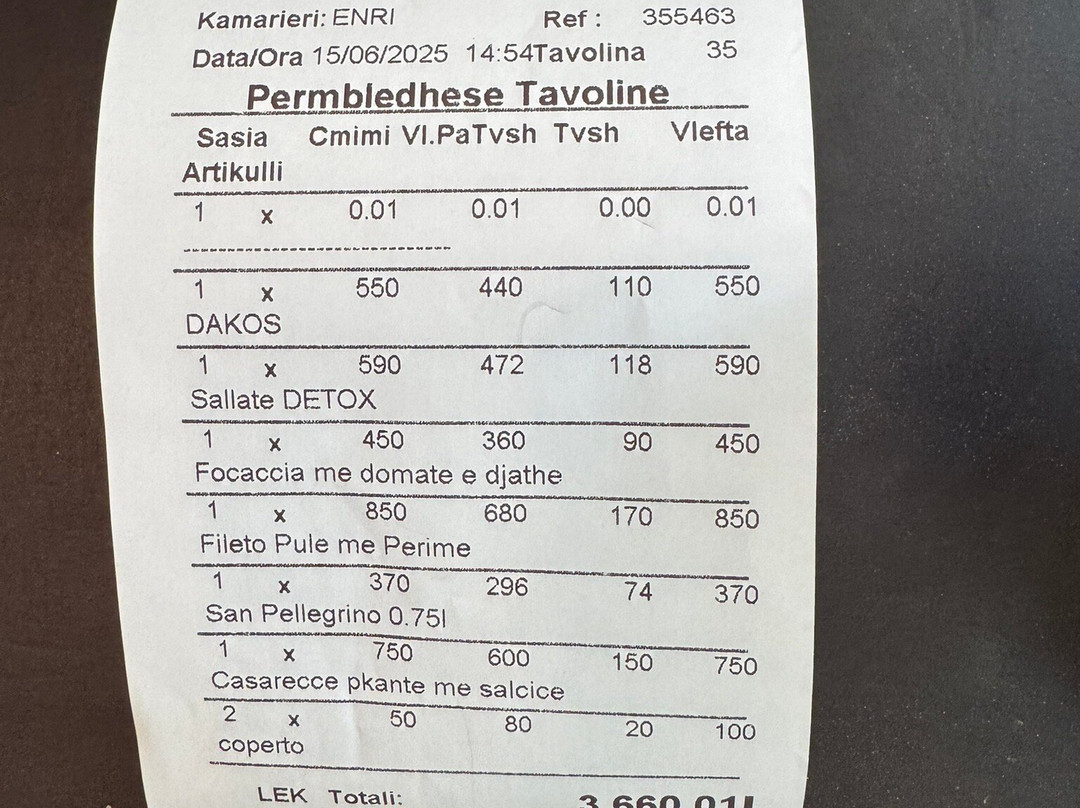 Kamarieri: ENRI Ref : 355463
Data/Ora 15/06/2025 14:54Tavolina 35
Permbledhese Tavoline
Sasia Cmimi Vl.PaTvsh Tvsh Vlefta
Artikulli
1 x 0.01 0.01 0.00 0.01
------------------------------
1 x 550 440 110 550
DAKOS
1 x 590 472 118 590
Sallate DETOX
1 x 450 360 90 450
Focaccia me domate e djathe
1 x 850 680 170 850
Fileto Pule me Perime
1 x 370 296 74 370
San Pellegrino 0.75l
1 x 750 600 150 750
Casarecce pkante me salcice
2 x 50 80 20 100
coperto
LEK Totali: 3,660.01L